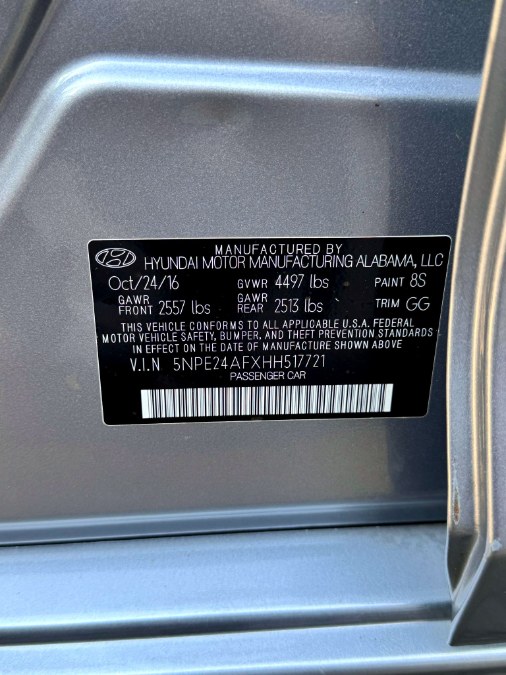 MANUFACTURED BY
HYUNDAI MOTOR MANUFACTURING ALABAMA, LLC
Oct/24/16 GVWR 4497 lbs PAINT 8S
GAWR FRONT 2557 lbs GAWR REAR 2513 lbs TRIM GG
THIS VEHICLE CONFORMS TO ALL APPLICABLE U.S.A. FEDERAL
MOTOR VEHICLE SAFETY, BUMPER, AND THEFT PREVENTION STANDARDS
IN EFFECT ON THE DATE OF MANUFACTURE SHOWN ABOVE
V.I.N 5NPE24AFXHH517721
PASSENGER CAR